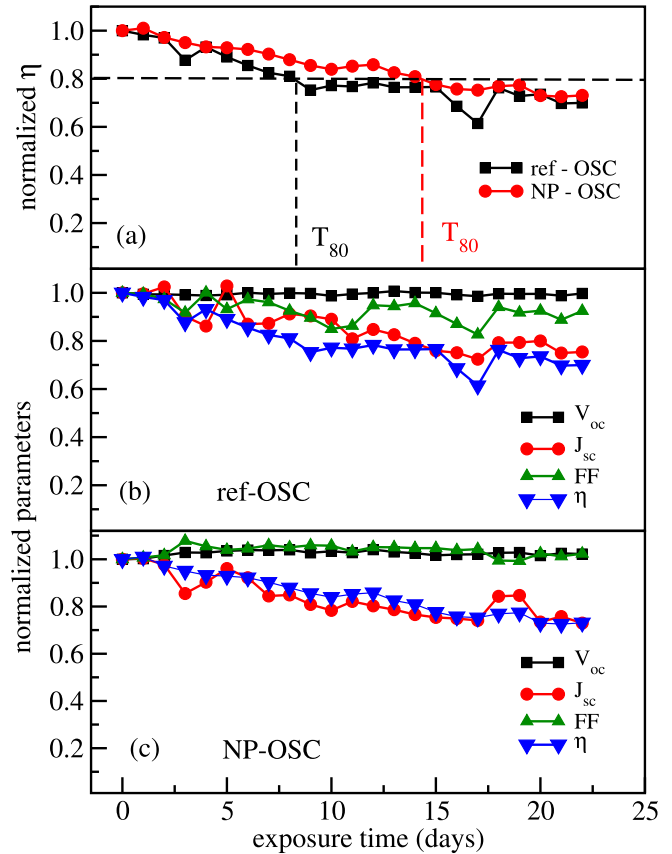 1.0
0.8
0.6
0.4
0.2
normalized η
ref - OSC
NP - OSC
(a)
T80
T80
1.0
0.8
0.6
0.4
0.2
Voc
Jsc
FF
η
(b)
ref-OSC
normalized parameters
1.0
0.8
0.6
0.4
0.2
Voc
Jsc
FF
η
(c)
NP-OSC
0 5 10 15 20 25
exposure time (days)